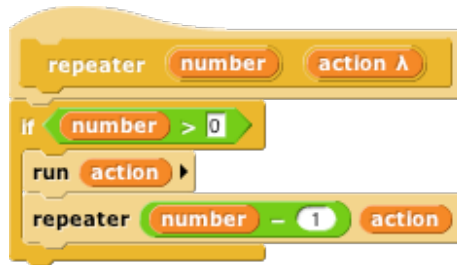 repeater number action λ
if number > 0
run action
repeater number - 1 action